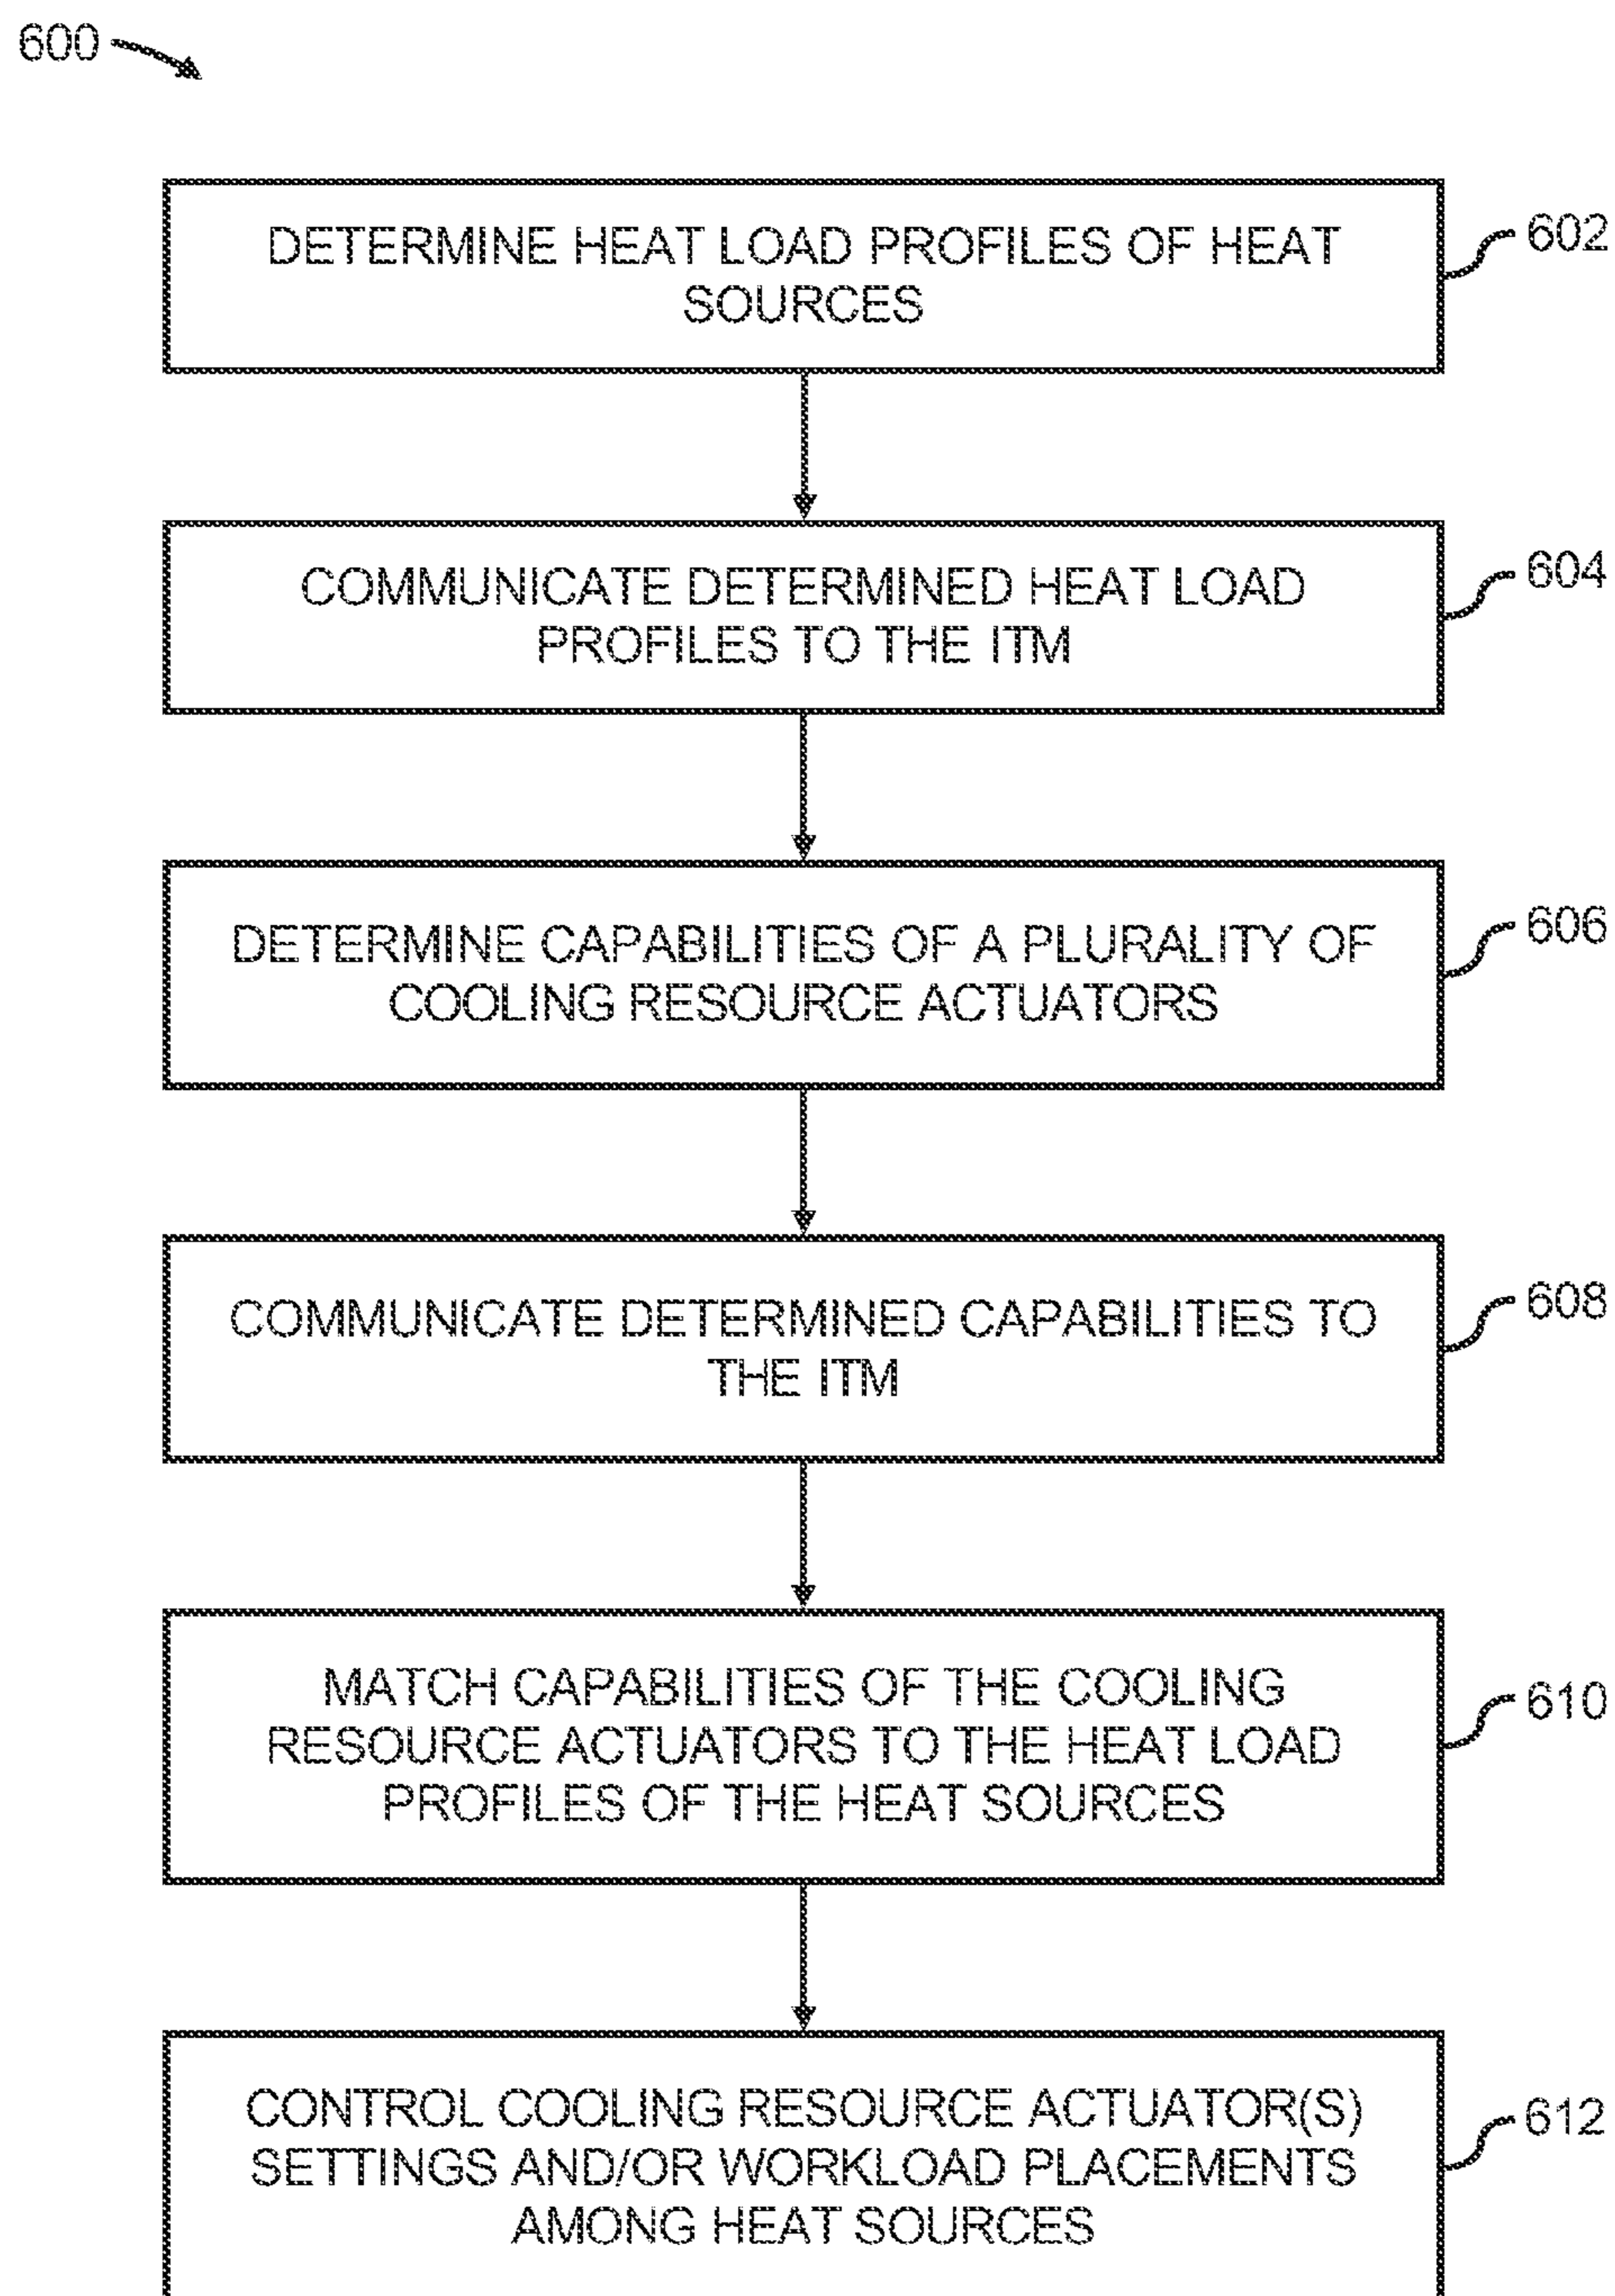 600
DETERMINE HEAT LOAD PROFILES OF HEAT
SOURCES
602
COMMUNICATE DETERMINED HEAT LOAD
PROFILES TO THE ITM
604
DETERMINE CAPABILITIES OF A PLURALITY OF
COOLING RESOURCE ACTUATORS
606
COMMUNICATE DETERMINED CAPABILITIES TO
THE ITM
608
MATCH CAPABILITIES OF THE COOLING
RESOURCE ACTUATORS TO THE HEAT LOAD
PROFILES OF THE HEAT SOURCES
610
CONTROL COOLING RESOURCE ACTUATOR(S)
SETTINGS AND/OR WORKLOAD PLACEMENTS
AMONG HEAT SOURCES
612